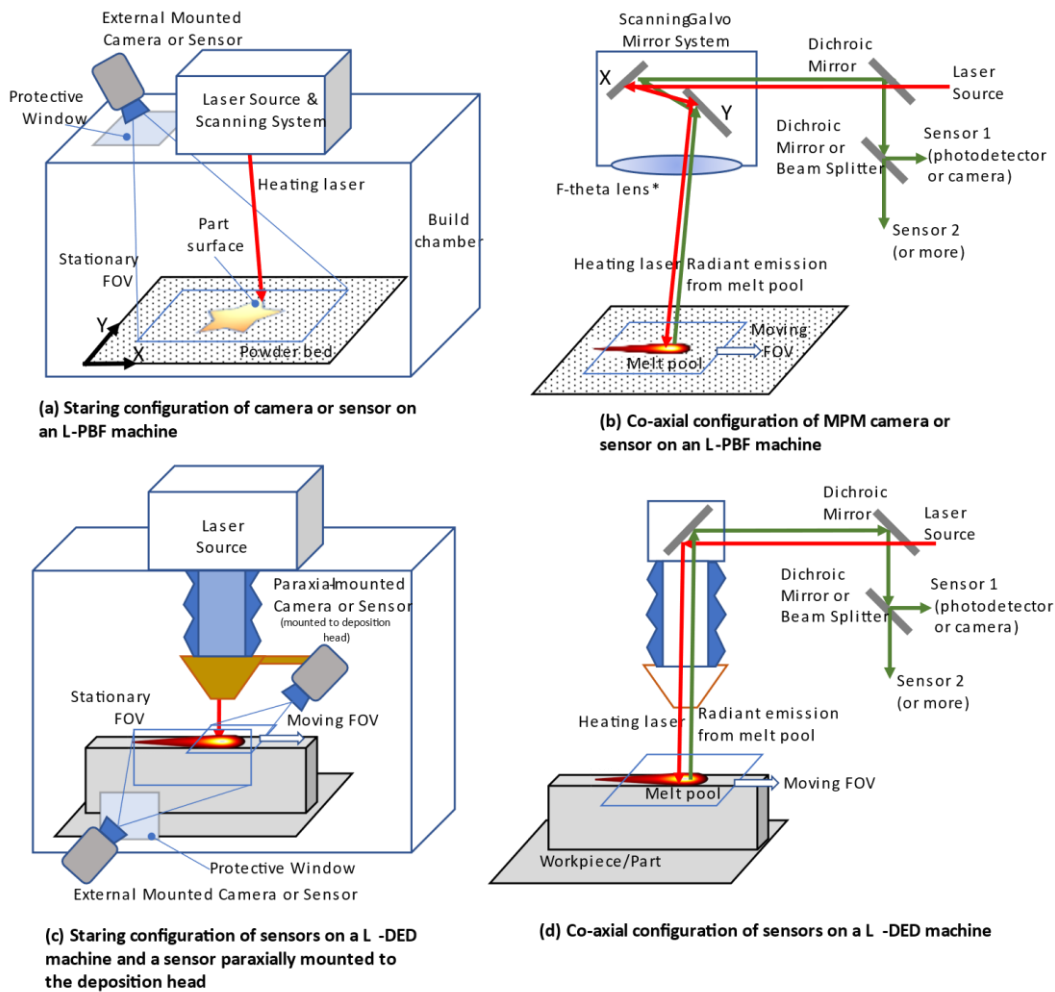 External Mounted
Camera or Sensor
Protective
Window
Laser Source &
Scanning System
Heating laser
Part
surface
Build
chamber
Stationary
FOV
Y
X
Powder bed
(a) Staring configuration of camera or sensor on
an L-PBF machine
Scanning Galvo
Mirror System
Dichroic
Mirror
X
Y
Laser
Source
Dichroic
Mirror or
Beam Splitter
Sensor 1
(photodetector
or camera)
F-theta lens*
Sensor 2
(or more)
Heating laser
Radiant emission
from melt pool
Moving
FOV
Melt pool
(b) Co-axial configuration of MPM camera or
sensor on an L-PBF machine
Laser
Source
Paraxial-mounted
Camera or Sensor
(mounted to deposition
head)
Stationary
FOV
Moving FOV
Protective Window
External Mounted Camera or Sensor
(c) Staring configuration of sensors on a L -DED
machine and a sensor paraxially mounted to
the deposition head
Dichroic
Mirror
Laser
Source
Dichroic
Mirror or
Beam Splitter
Sensor 1
(photodetector
or camera)
Sensor 2
(or more)
Heating laser
Radiant emission
from melt pool
Moving FOV
Melt pool
Workpiece/Part
(d) Co-axial configuration of sensors on a L -DED machine